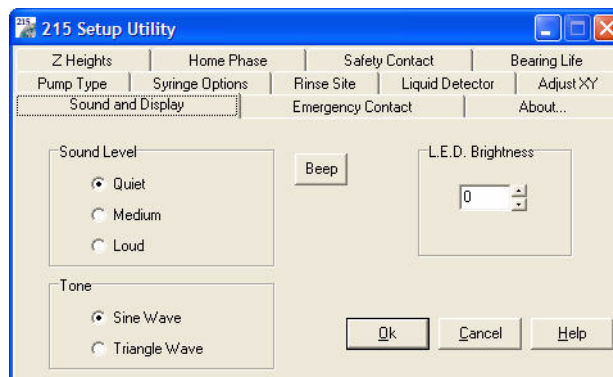 215 215 Setup Utility
Z Heights Home Phase Safety Contact Bearing Life
Pump Type Syringe Options Rinse Site Liquid Detector Adjust XY
Sound and Display Emergency Contact About...
Sound Level
Quiet
Medium
Loud
Beep
L.E.D. Brightness
0
Tone
Sine Wave
Triangle Wave
Ok Cancel Help